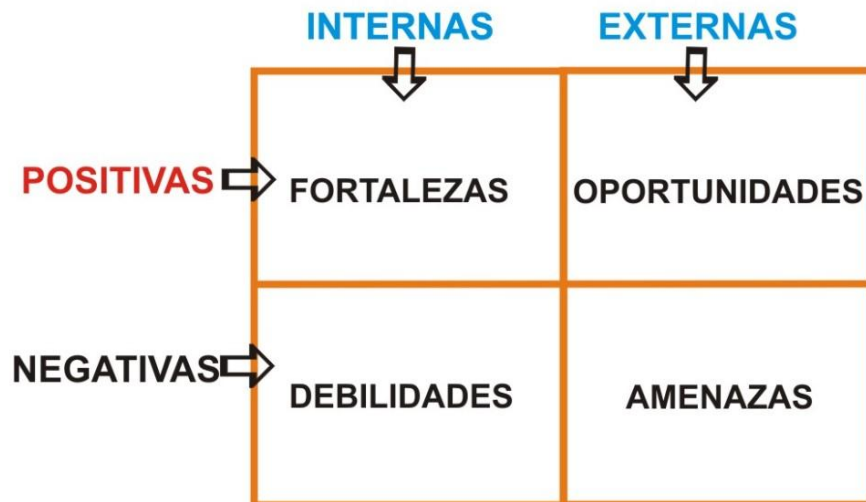 INTERNAS EXTERNAS
POSITIVAS FORTALEZAS OPORTUNIDADES
NEGATIVAS DEBILIDADES AMENAZAS